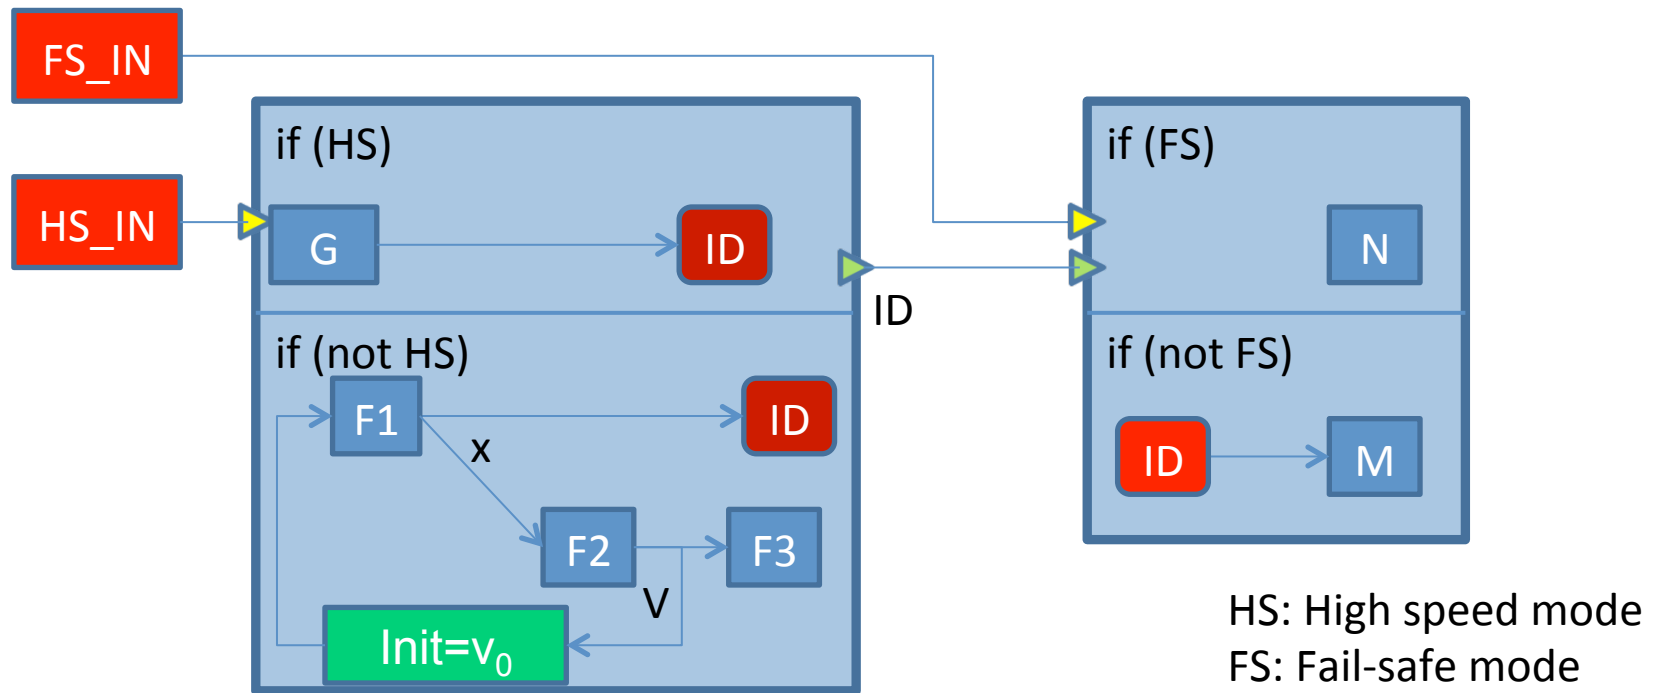 FS_IN
HS_IN
if (HS)
G
ID
if (not HS)
F1
ID
x
F2
F3
V
Init=v₀
ID
if (FS)
N
if (not FS)
ID
M
HS: High speed mode
FS: Fail-safe mode